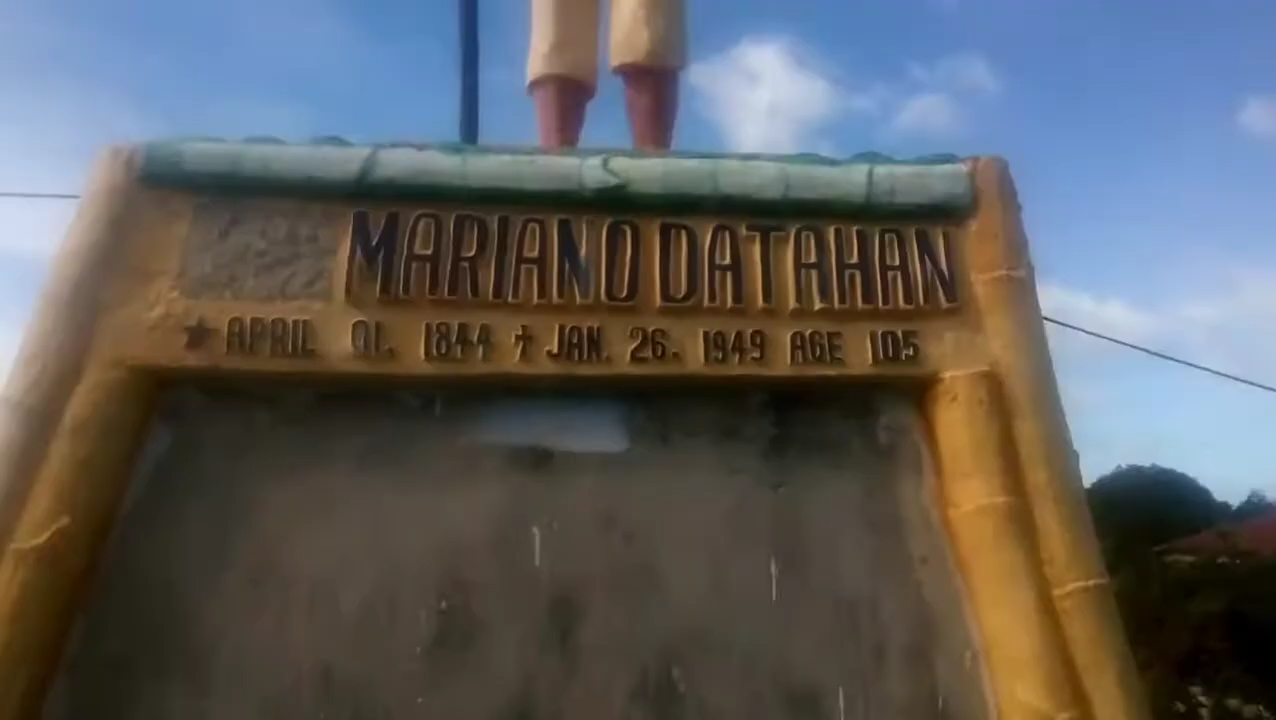 MARIANO DATAHAN
★ APRIL 01. 1844 ✝ JAN. 26. 1949 AGE 105